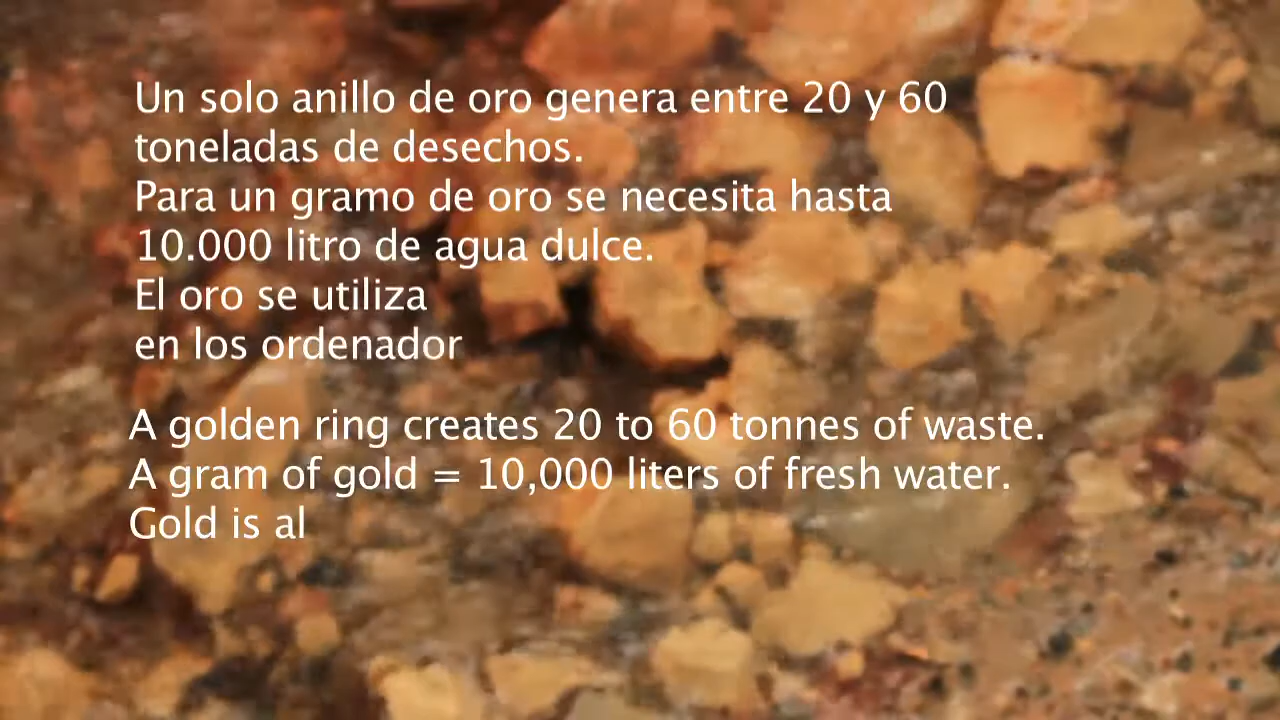 Un solo anillo de oro genera entre 20 y 60
toneladas de desechos.
Para un gramo de oro se necesita hasta
10.000 litro de agua dulce.
El oro se utiliza
en los ordenador
A golden ring creates 20 to 60 tonnes of waste.
A gram of gold = 10,000 liters of fresh water.
Gold is al